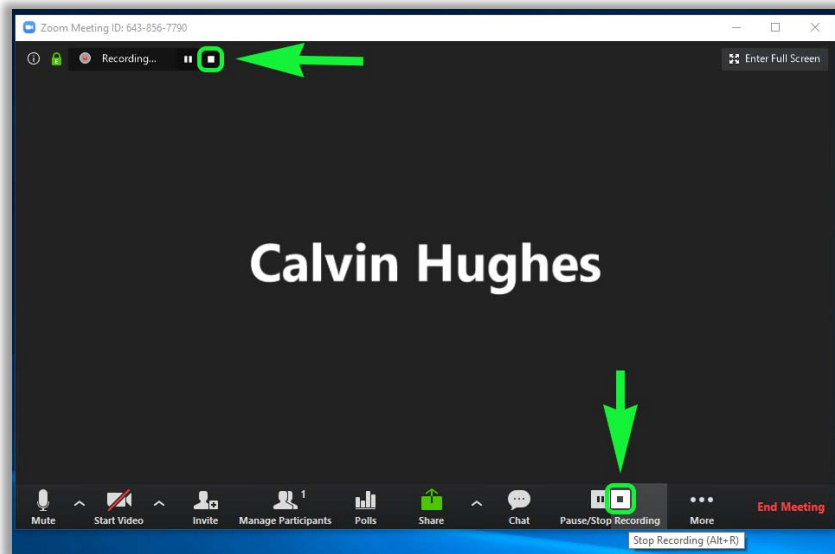 Zoom Meeting ID: 643-856-7790
Recording...
Enter Full Screen
Calvin Hughes
1
Mute Start Video Invite Manage Participants Polls Share Chat Pause/Stop Recording More End Meeting
Stop Recording (Alt+R)